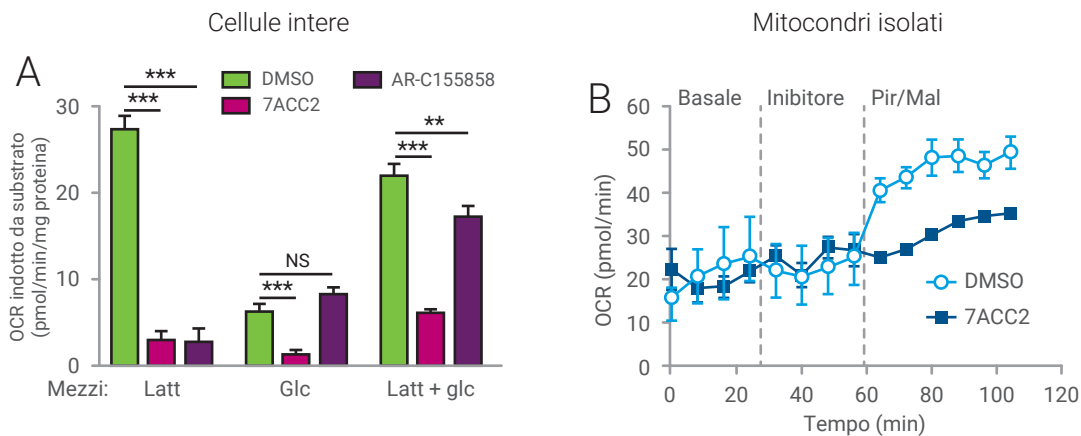 Cellule intere
Mitocondri isolati
A
DMSO
7ACC2
AR-C155858
OCR indotto da substrato
(pmol/min/mg proteina)
30
20
10
0
***
***
***
NS
***
**
***
Mezzi:
Latt
Glc
Latt + glc
B
Basale
Inibitore
Pir/Mal
OCR (pmol/min)
60
50
40
30
20
10
0
DMSO
7ACC2
0 20 40 60 80 100 120
Tempo (min)